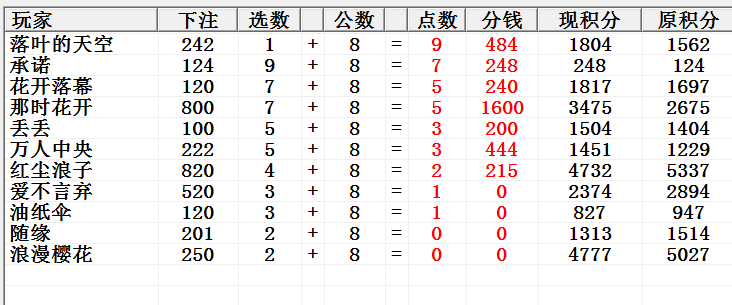 玩家 下注 选数 + 公数 = 点数 分钱 现积分 原积分
落叶的天空 242 1 + 8 = 9 484 1804 1562
承诺 124 9 + 8 = 7 248 248 124
花开落幕 120 7 + 8 = 5 240 1817 1697
那时花开 800 7 + 8 = 5 1600 3475 2675
丢丢 100 5 + 8 = 3 200 1504 1404
万人中央 222 5 + 8 = 3 444 1451 1229
红尘浪子 820 4 + 8 = 2 215 4732 5337
爱不言弃 520 3 + 8 = 1 0 2374 2894
油纸伞 120 3 + 8 = 1 0 827 947
随缘 201 2 + 8 = 0 0 1313 1514
浪漫樱花 250 2 + 8 = 0 0 4777 5027